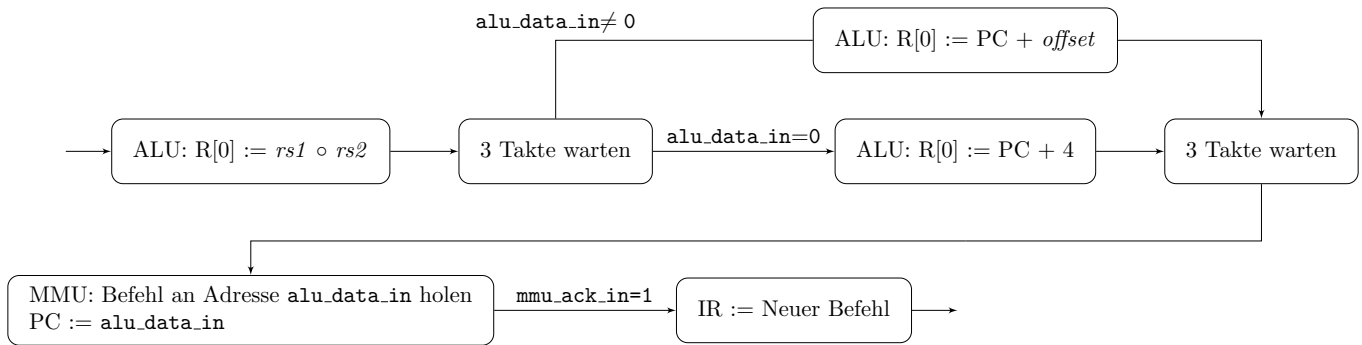 alu_data_in≠ 0
ALU: R[0] := PC + offset
ALU: R[0] := rs1 ∘ rs2
3 Takte warten
alu_data_in=0
ALU: R[0] := PC + 4
3 Takte warten
MMU: Befehl an Adresse alu_data_in holen
PC := alu_data_in
mmu_ack_in=1
IR := Neuer Befehl